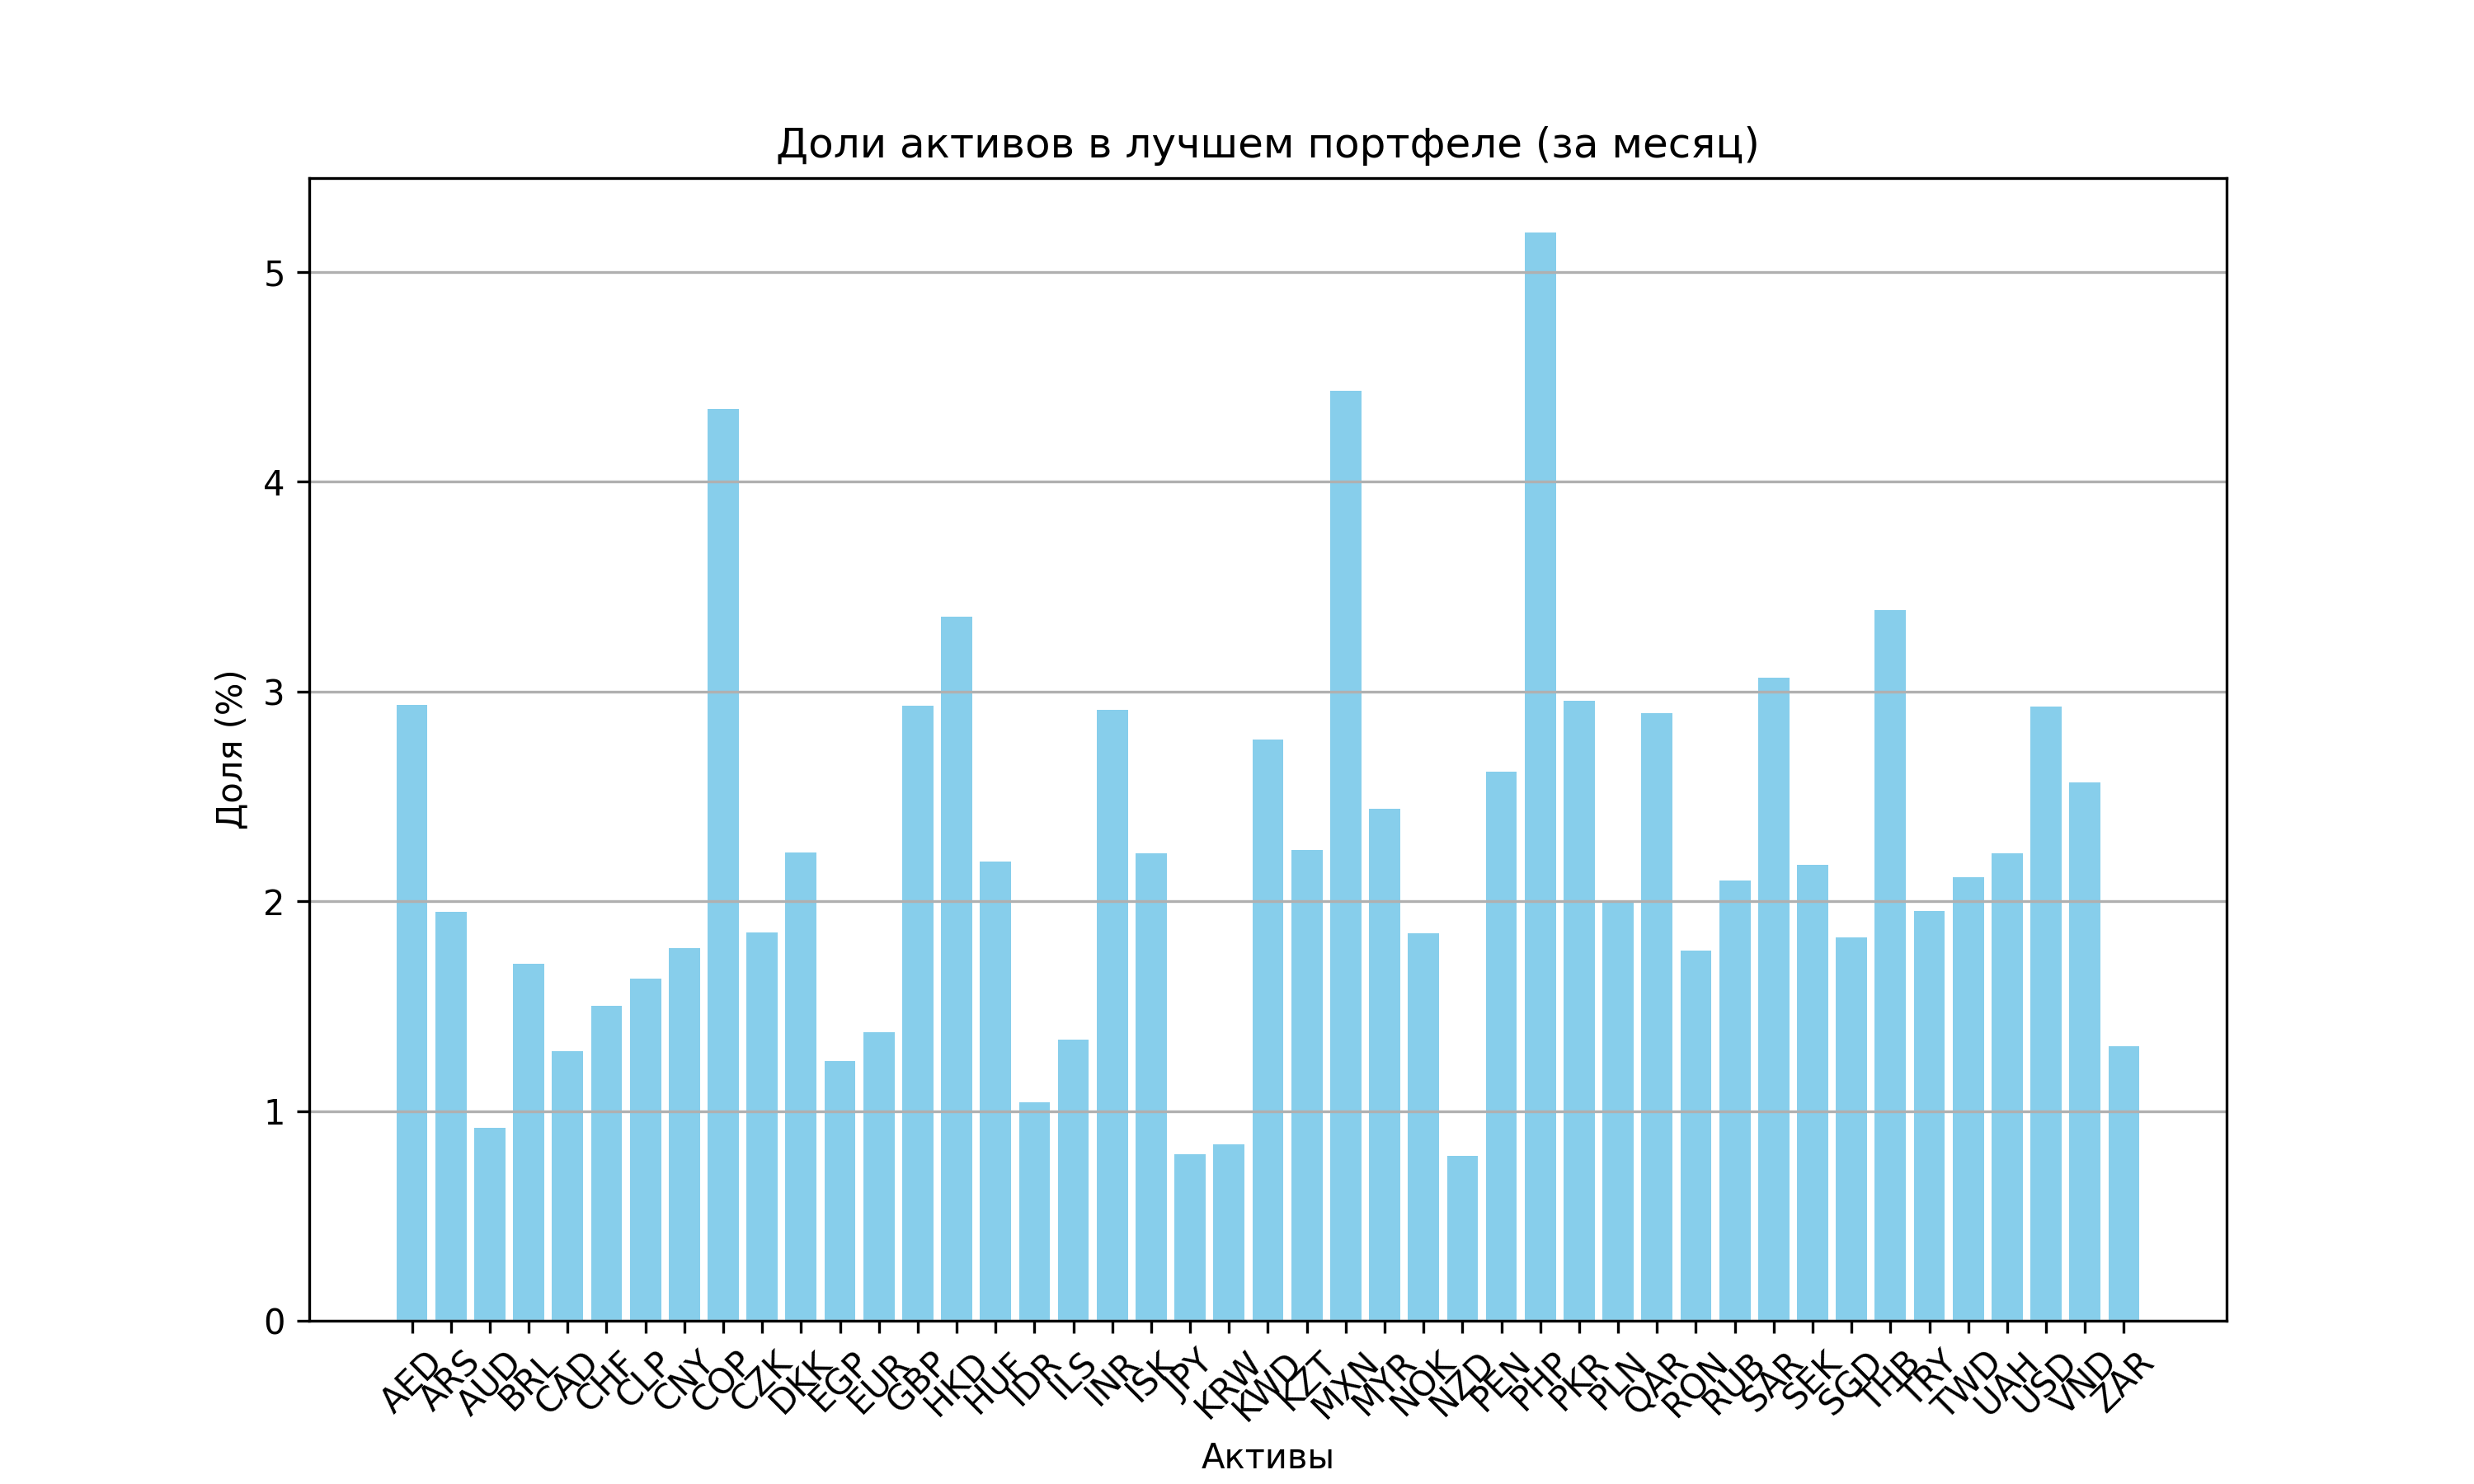 Доли активов в лучшем портфеле (за месяц)
Доля (%)
5
4
3
2
1
0
AED ARS AUD BRL CAD CHF CLP CNY COP CZK DKK EGP EUR GBP HKD HUF IDR ILS INR ISK JPY KRW KWD KZT MXN MYR NOK NZD PEN PHP PKR PLN QAR RON RUB SAR SEK SGD THB TRY TWD UAH USD VND ZAR
Активы